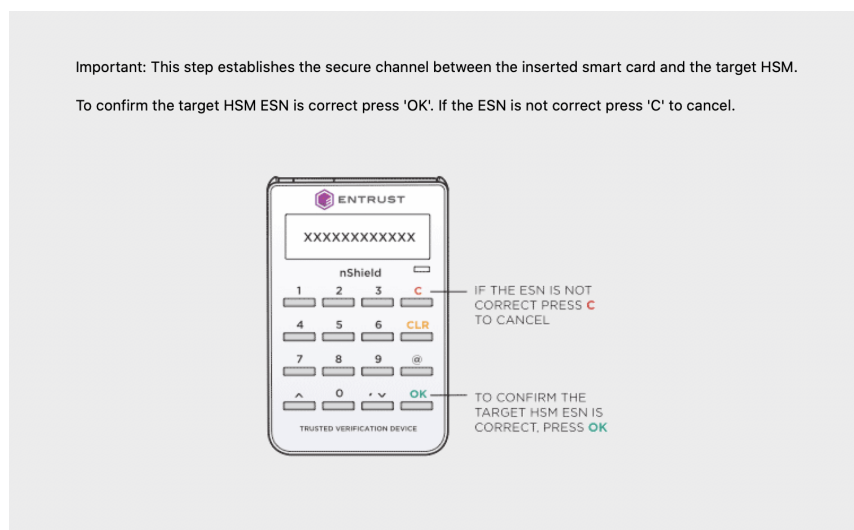 Important: This step establishes the secure channel between the inserted smart card and the target HSM.
To confirm the target HSM ESN is correct press 'OK'. If the ESN is not correct press 'C' to cancel.
ENTRUST
XXXXXXXXXXXX
nShield
1 2 3 C
IF THE ESN IS NOT
CORRECT PRESS C
TO CANCEL
4 5 6 CLR
7 8 9 @
^ 0 OK
TO CONFIRM THE
TARGET HSM ESN IS
CORRECT, PRESS OK
TRUSTED VERIFICATION DEVICE